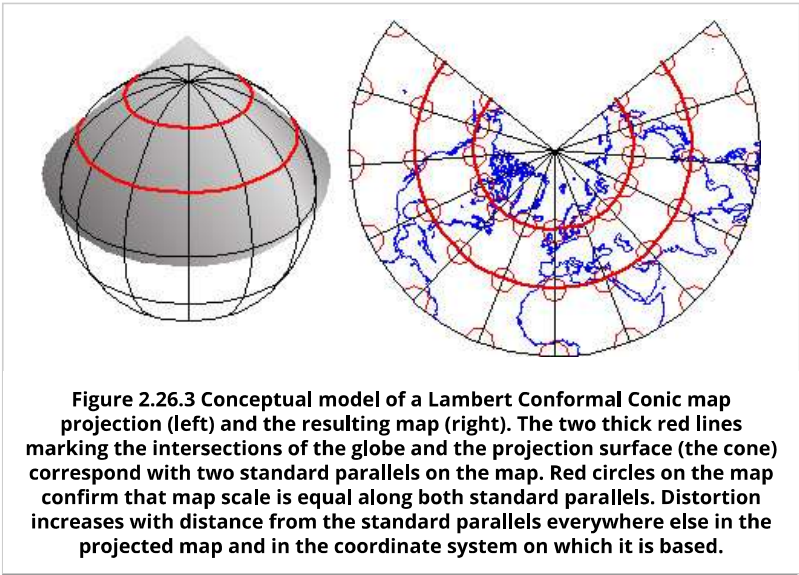 Figure 2.26.3 Conceptual model of a Lambert Conformal Conic map
projection (left) and the resulting map (right). The two thick red lines
marking the intersections of the globe and the projection surface (the cone)
correspond with two standard parallels on the map. Red circles on the map
confirm that map scale is equal along both standard parallels. Distortion
increases with distance from the standard parallels everywhere else in the
projected map and in the coordinate system on which it is based.